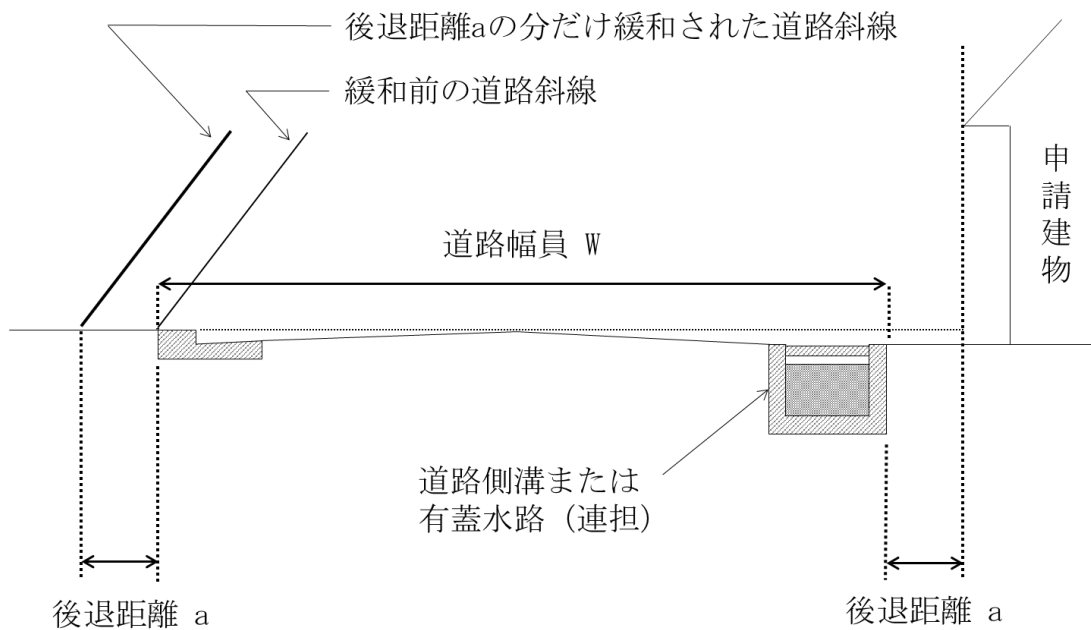 後退距離aの分だけ緩和された道路斜線
緩和前の道路斜線
申請建物
道路幅員 W
道路側溝または
有蓋水路（連担）
後退距離 a
後退距離 a